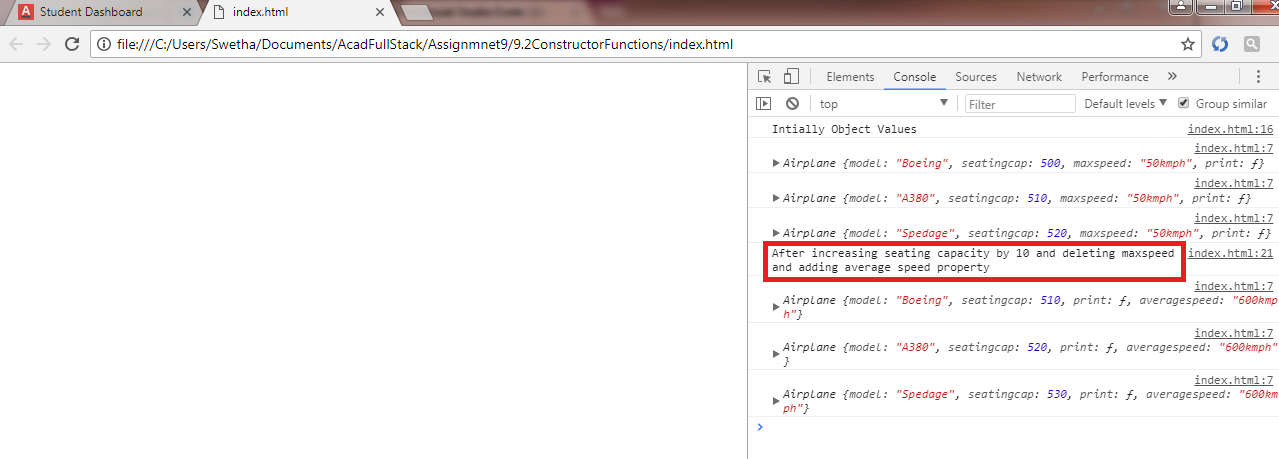 Student Dashboard
index.html
file:///C:/Users/Swetha/Documents/AcadFullStack/Assignmnet9/9.2ConstructorFunctions/index.html
Elements Console Sources Network Performance »
top Filter Default levels Group similar
Intially Object Values index.html:16
index.html:7
Airplane {model: "Boeing", seatingcap: 500, maxspeed: "50kmph", print: ƒ}
index.html:7
Airplane {model: "A380", seatingcap: 510, maxspeed: "50kmph", print: ƒ}
index.html:7
Airplane {model: "Spedage", seatingcap: 520, maxspeed: "50kmph", print: ƒ}
After increasing seating capacity by 10 and deleting maxspeed index.html:21
and adding average speed property
index.html:7
Airplane {model: "Boeing", seatingcap: 510, print: ƒ, averagespeed: "600kmp
h"}
index.html:7
Airplane {model: "A380", seatingcap: 520, print: ƒ, averagespeed: "600kmph"
}
index.html:7
Airplane {model: "Spedage", seatingcap: 530, print: ƒ, averagespeed: "600k
mph"}